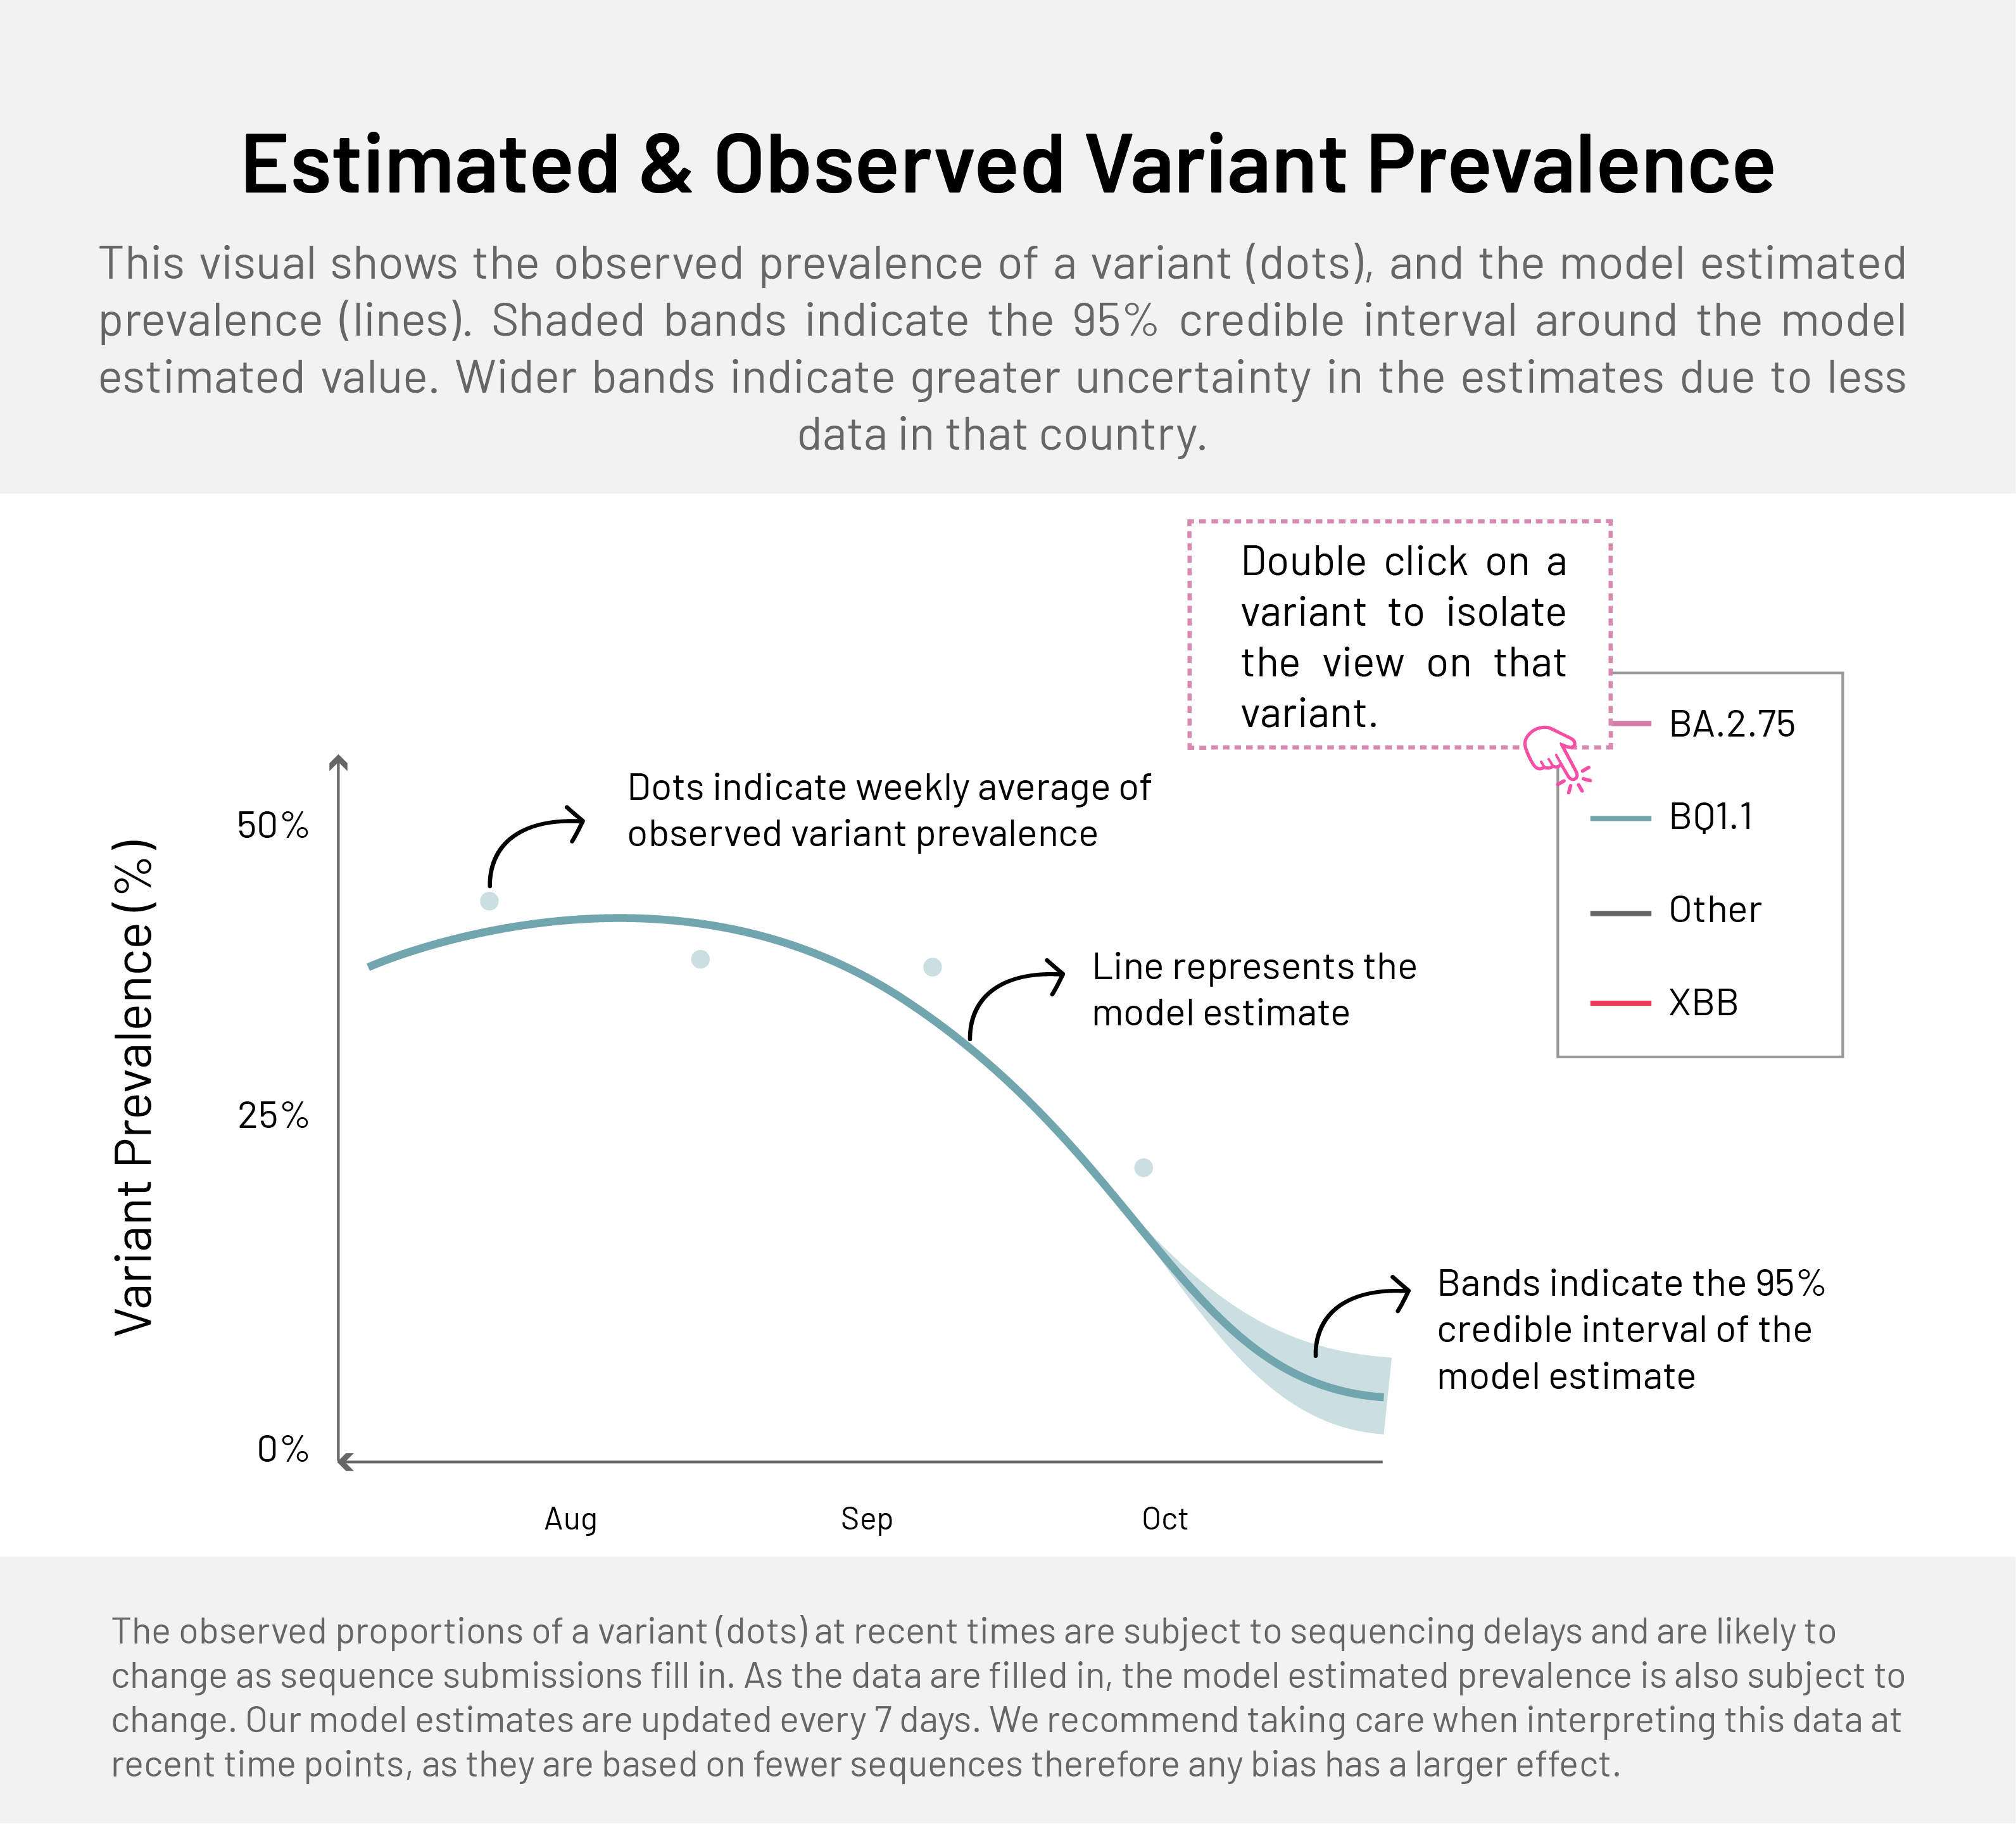 Estimated & Observed Variant Prevalence
This visual shows the observed prevalence of a variant (dots), and the model estimated
prevalence (lines). Shaded bands indicate the 95% credible interval around the model
estimated value. Wider bands indicate greater uncertainty in the estimates due to less
data in that country.
Double click on a
variant to isolate
the view on that
variant.
BA.2.75
BQ1.1
Other
XBB
Variant Prevalence (%)
50%
25%
0%
Dots indicate weekly average of
observed variant prevalence
Line represents the
model estimate
Bands indicate the 95%
credible interval of the
model estimate
Aug
Sep
Oct
The observed proportions of a variant (dots) at recent times are subject to sequencing delays and are likely to
change as sequence submissions fill in. As the data are filled in, the model estimated prevalence is also subject to
change. Our model estimates are updated every 7 days. We recommend taking care when interpreting this data at
recent time points, as they are based on fewer sequences therefore any bias has a larger effect.